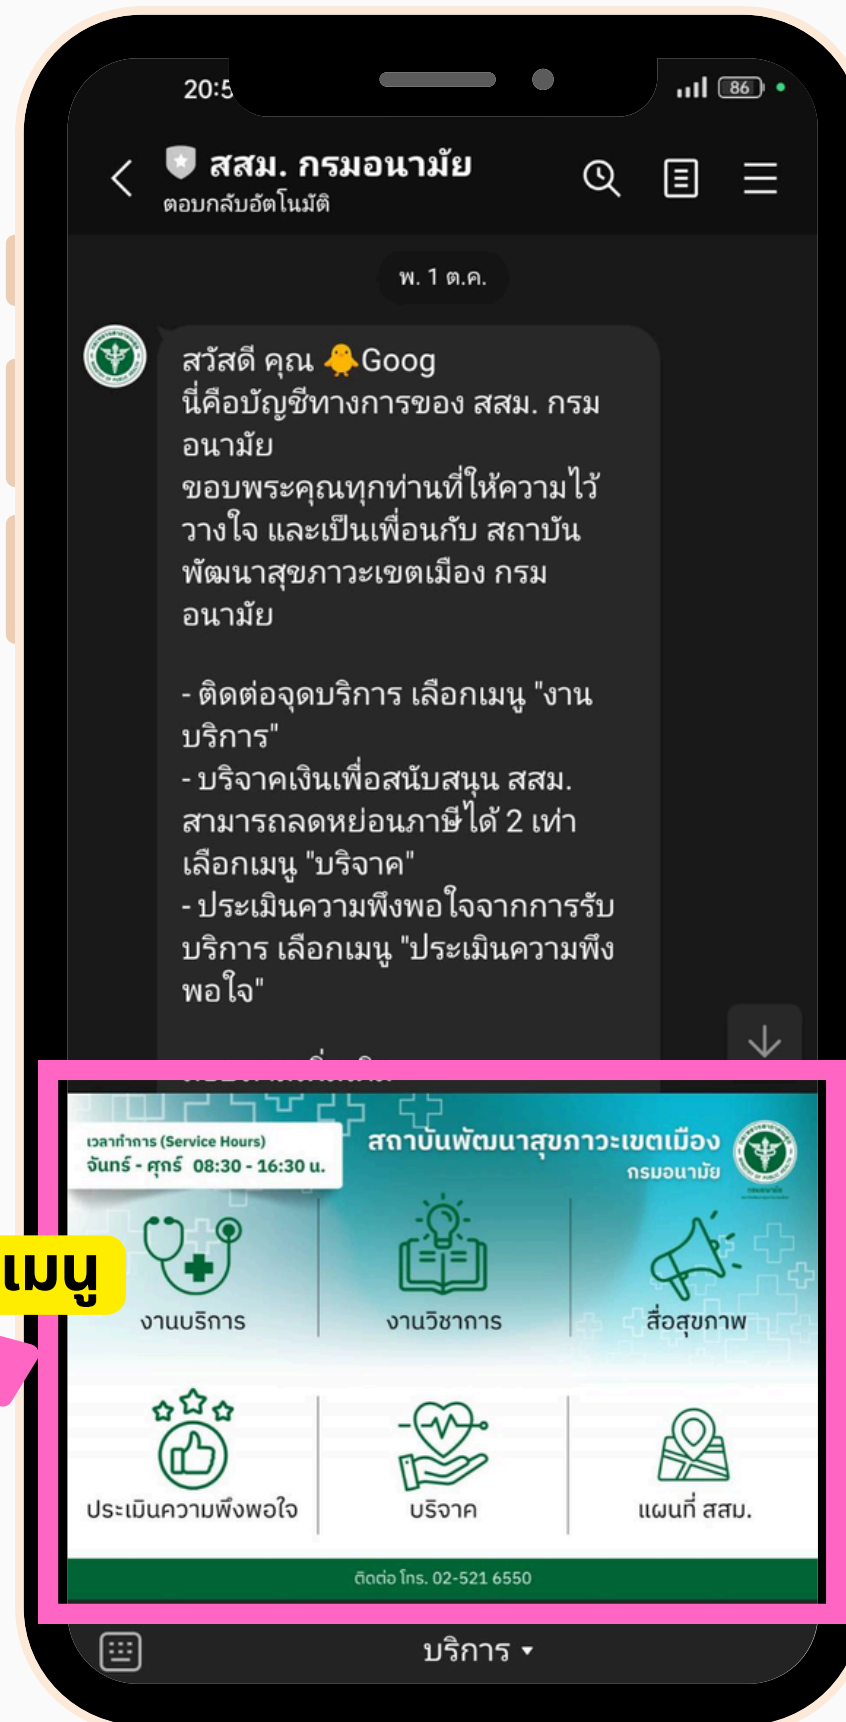 20:5
86
สสม. กรมอนามัย
ตอบกลับอัตโนมัติ
พ. 1 ต.ค.
สวัสดี คุณ 🐥Goog
นี่คือบัญชีทางการของ สสม. กรม
อนามัย
ขอบพระคุณทุกท่านที่ให้ความไว้
วางใจ และเป็นเพื่อนกับ สถาบัน
พัฒนาสุขภาวะเขตเมือง กรม
อนามัย
- ติดต่อจุดบริการ เลือกเมนู "งาน
บริการ"
- บริจาคเงินเพื่อสนับสนุน สสม.
สามารถลดหย่อนภาษีได้ 2 เท่า
เลือกเมนู "บริจาค"
- ประเมินความพึงพอใจจากการรับ
บริการ เลือกเมนู "ประเมินความพึง
พอใจ"
เวลาทำการ (Service Hours)
จันทร์ - ศุกร์ 08:30 - 16:30 น.
สถาบันพัฒนาสุขภาวะเขตเมือง
กรมอนามัย
เมนู
งานบริการ
งานวิชาการ
สื่อสุขภาพ
ประเมินความพึงพอใจ
บริจาค
แผนที่ สสม.
ติดต่อ โทร. 02-521 6550
บริการ